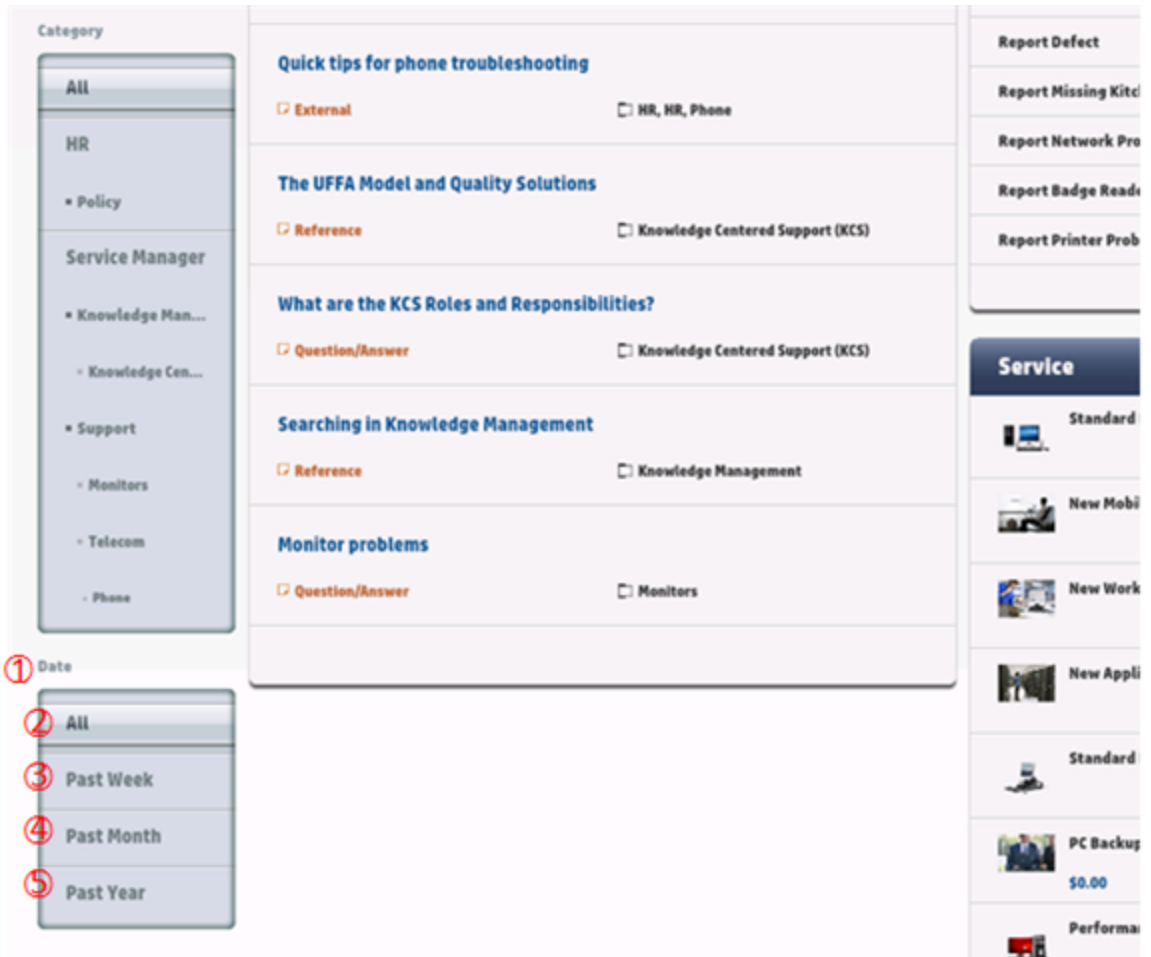 Category
All
HR
▪ Policy
Service Manager
▪ Knowledge Man...
▫ Knowledge Cen...
▪ Support
▫ Monitors
▫ Telecom
▫ Phone
① Date
② All
③ Past Week
④ Past Month
⑤ Past Year
Quick tips for phone troubleshooting
External HR, HR, Phone
The UFFA Model and Quality Solutions
Reference Knowledge Centered Support (KCS)
What are the KCS Roles and Responsibilities?
Question/Answer Knowledge Centered Support (KCS)
Searching in Knowledge Management
Reference Knowledge Management
Monitor problems
Question/Answer Monitors
Report Defect
Report Missing Kitc
Report Network Pro
Report Badge Reade
Report Printer Prob
Service
Standard
New Mobi
New Work
New Appli
Standard
PC Backup
$0.00
Performa